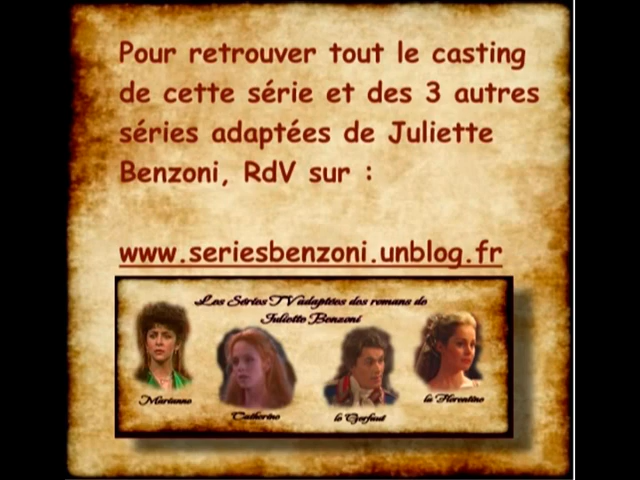 Pour retrouver tout le casting
de cette série et des 3 autres
séries adaptées de Juliette
Benzoni, RdV sur :
www.seriesbenzoni.unblog.fr
Les Séries TV adaptées des romans de
Juliette Benzoni
Marianne
Catherine
le Gerfaut
la Florentine